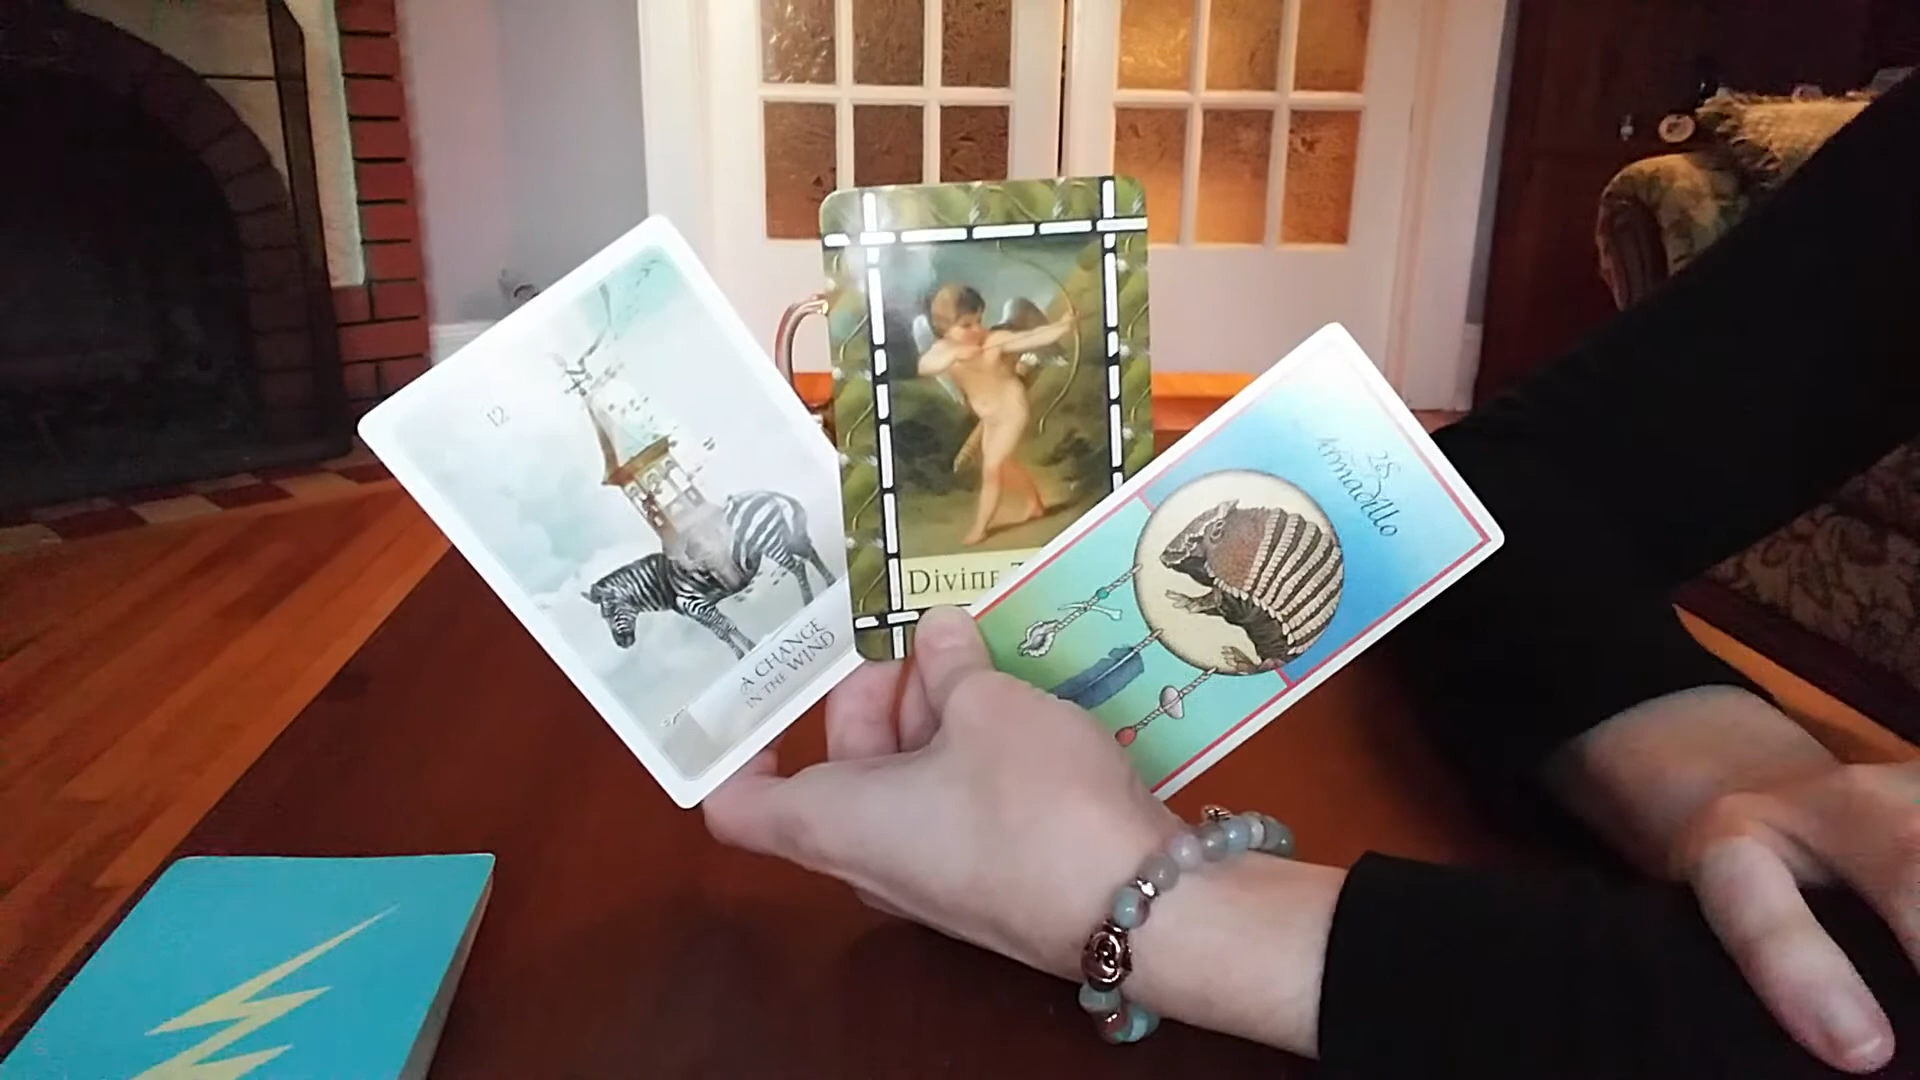 12
A CHANGE
IN THE WIND
Divine
28
Armadillo